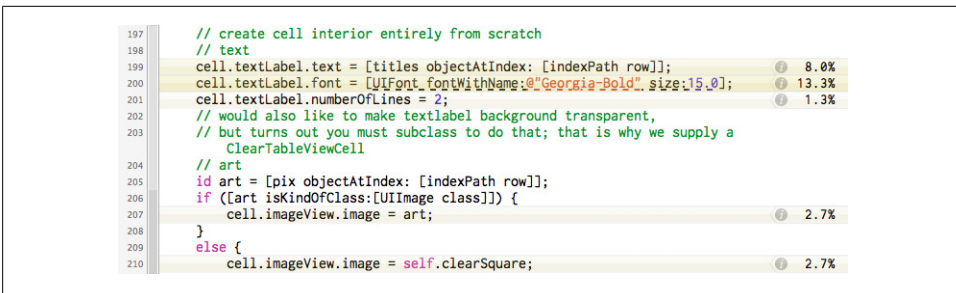 197 // create cell interior entirely from scratch
198 // text
199 cell.textLabel.text = [titles objectAtIndex: [indexPath row]]; 8.0%
200 cell.textLabel.font = [UIFont fontWithName:@"Georgia-Bold" size:15.0]; 13.3%
201 cell.textLabel.numberOfLines = 2; 1.3%
202 // would also like to make textlabel background transparent,
203 // but turns out you must subclass to do that; that is why we supply a
ClearTableViewCell
204 // art
205 id art = [pix objectAtIndex: [indexPath row]];
206 if ([art isKindOfClass:[UIImage class]]) {
207 cell.imageView.image = art; 2.7%
208 }
209 else {
210 cell.imageView.image = self.clearSquare; 2.7%